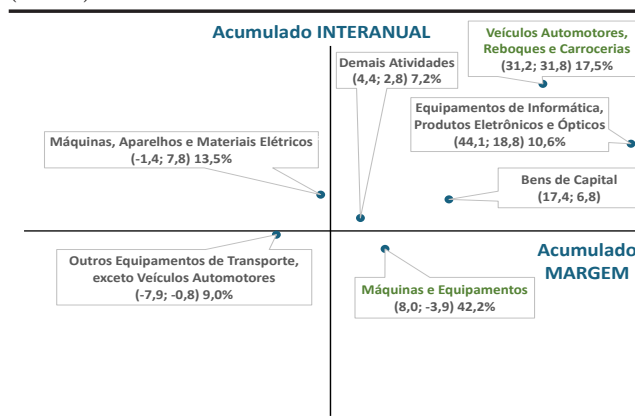 Acumulado INTERANUAL
Veículos Automotores,
Reboques e Carrocerias
(31,2; 31,8) 17,5%
Demais Atividades
(4,4; 2,8) 7,2%
Equipamentos de Informática,
Produtos Eletrônicos e Ópticos
(44,1; 18,8) 10,6%
Máquinas, Aparelhos e Materiais Elétricos
(-1,4; 7,8) 13,5%
Bens de Capital
(17,4; 6,8)
Acumulado
MARGEM
Outros Equipamentos de Transporte,
exceto Veículos Automotores
(-7,9; -0,8) 9,0%
Máquinas e Equipamentos
(8,0; -3,9) 42,2%